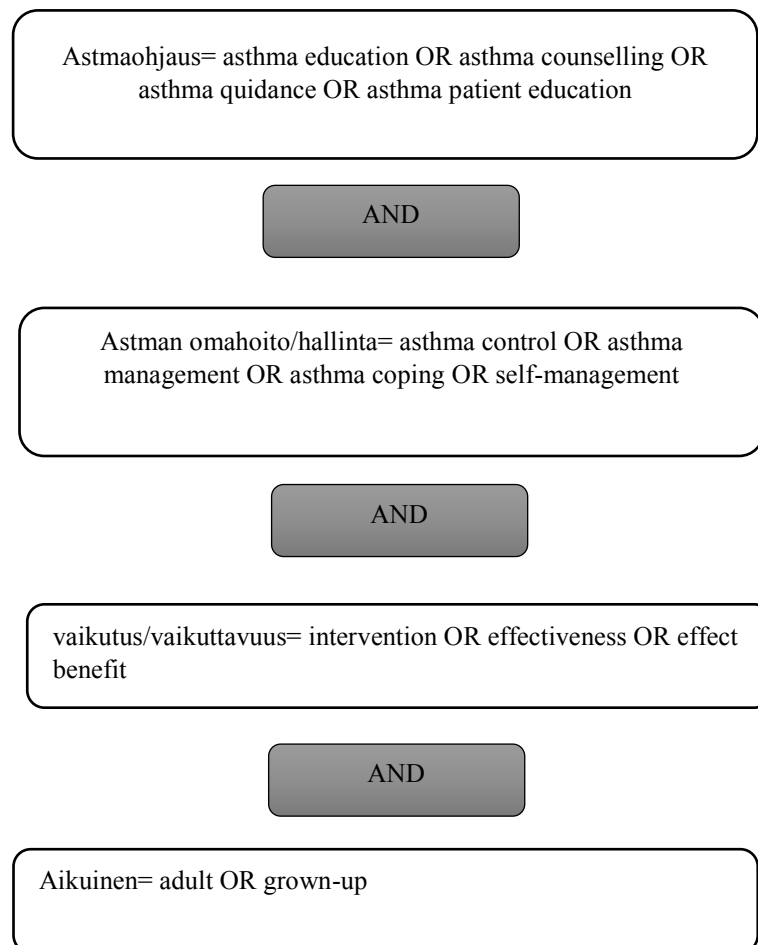 Astmaohjaus= asthma education OR asthma counselling OR
asthma quidance OR asthma patient education
AND
Astman omahoito/hallinta= asthma control OR asthma
management OR asthma coping OR self-management
AND
vaikutus/vaikuttavuus= intervention OR effectiveness OR effect
benefit
AND
Aikuinen= adult OR grown-up